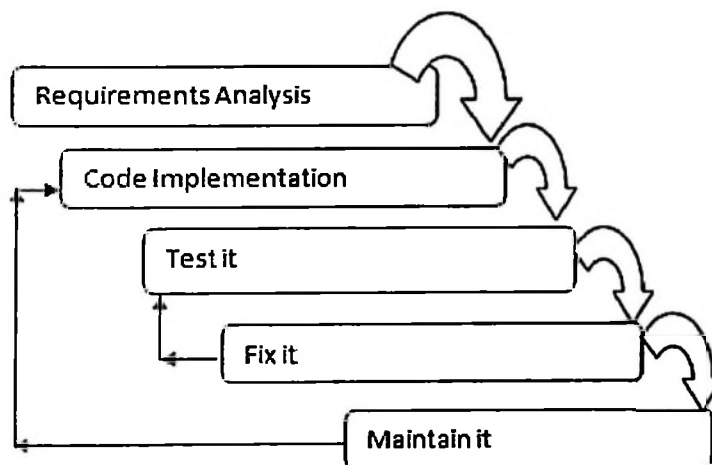 Requirements Analysis
Code Implementation
Test it
Fix it
Maintain it